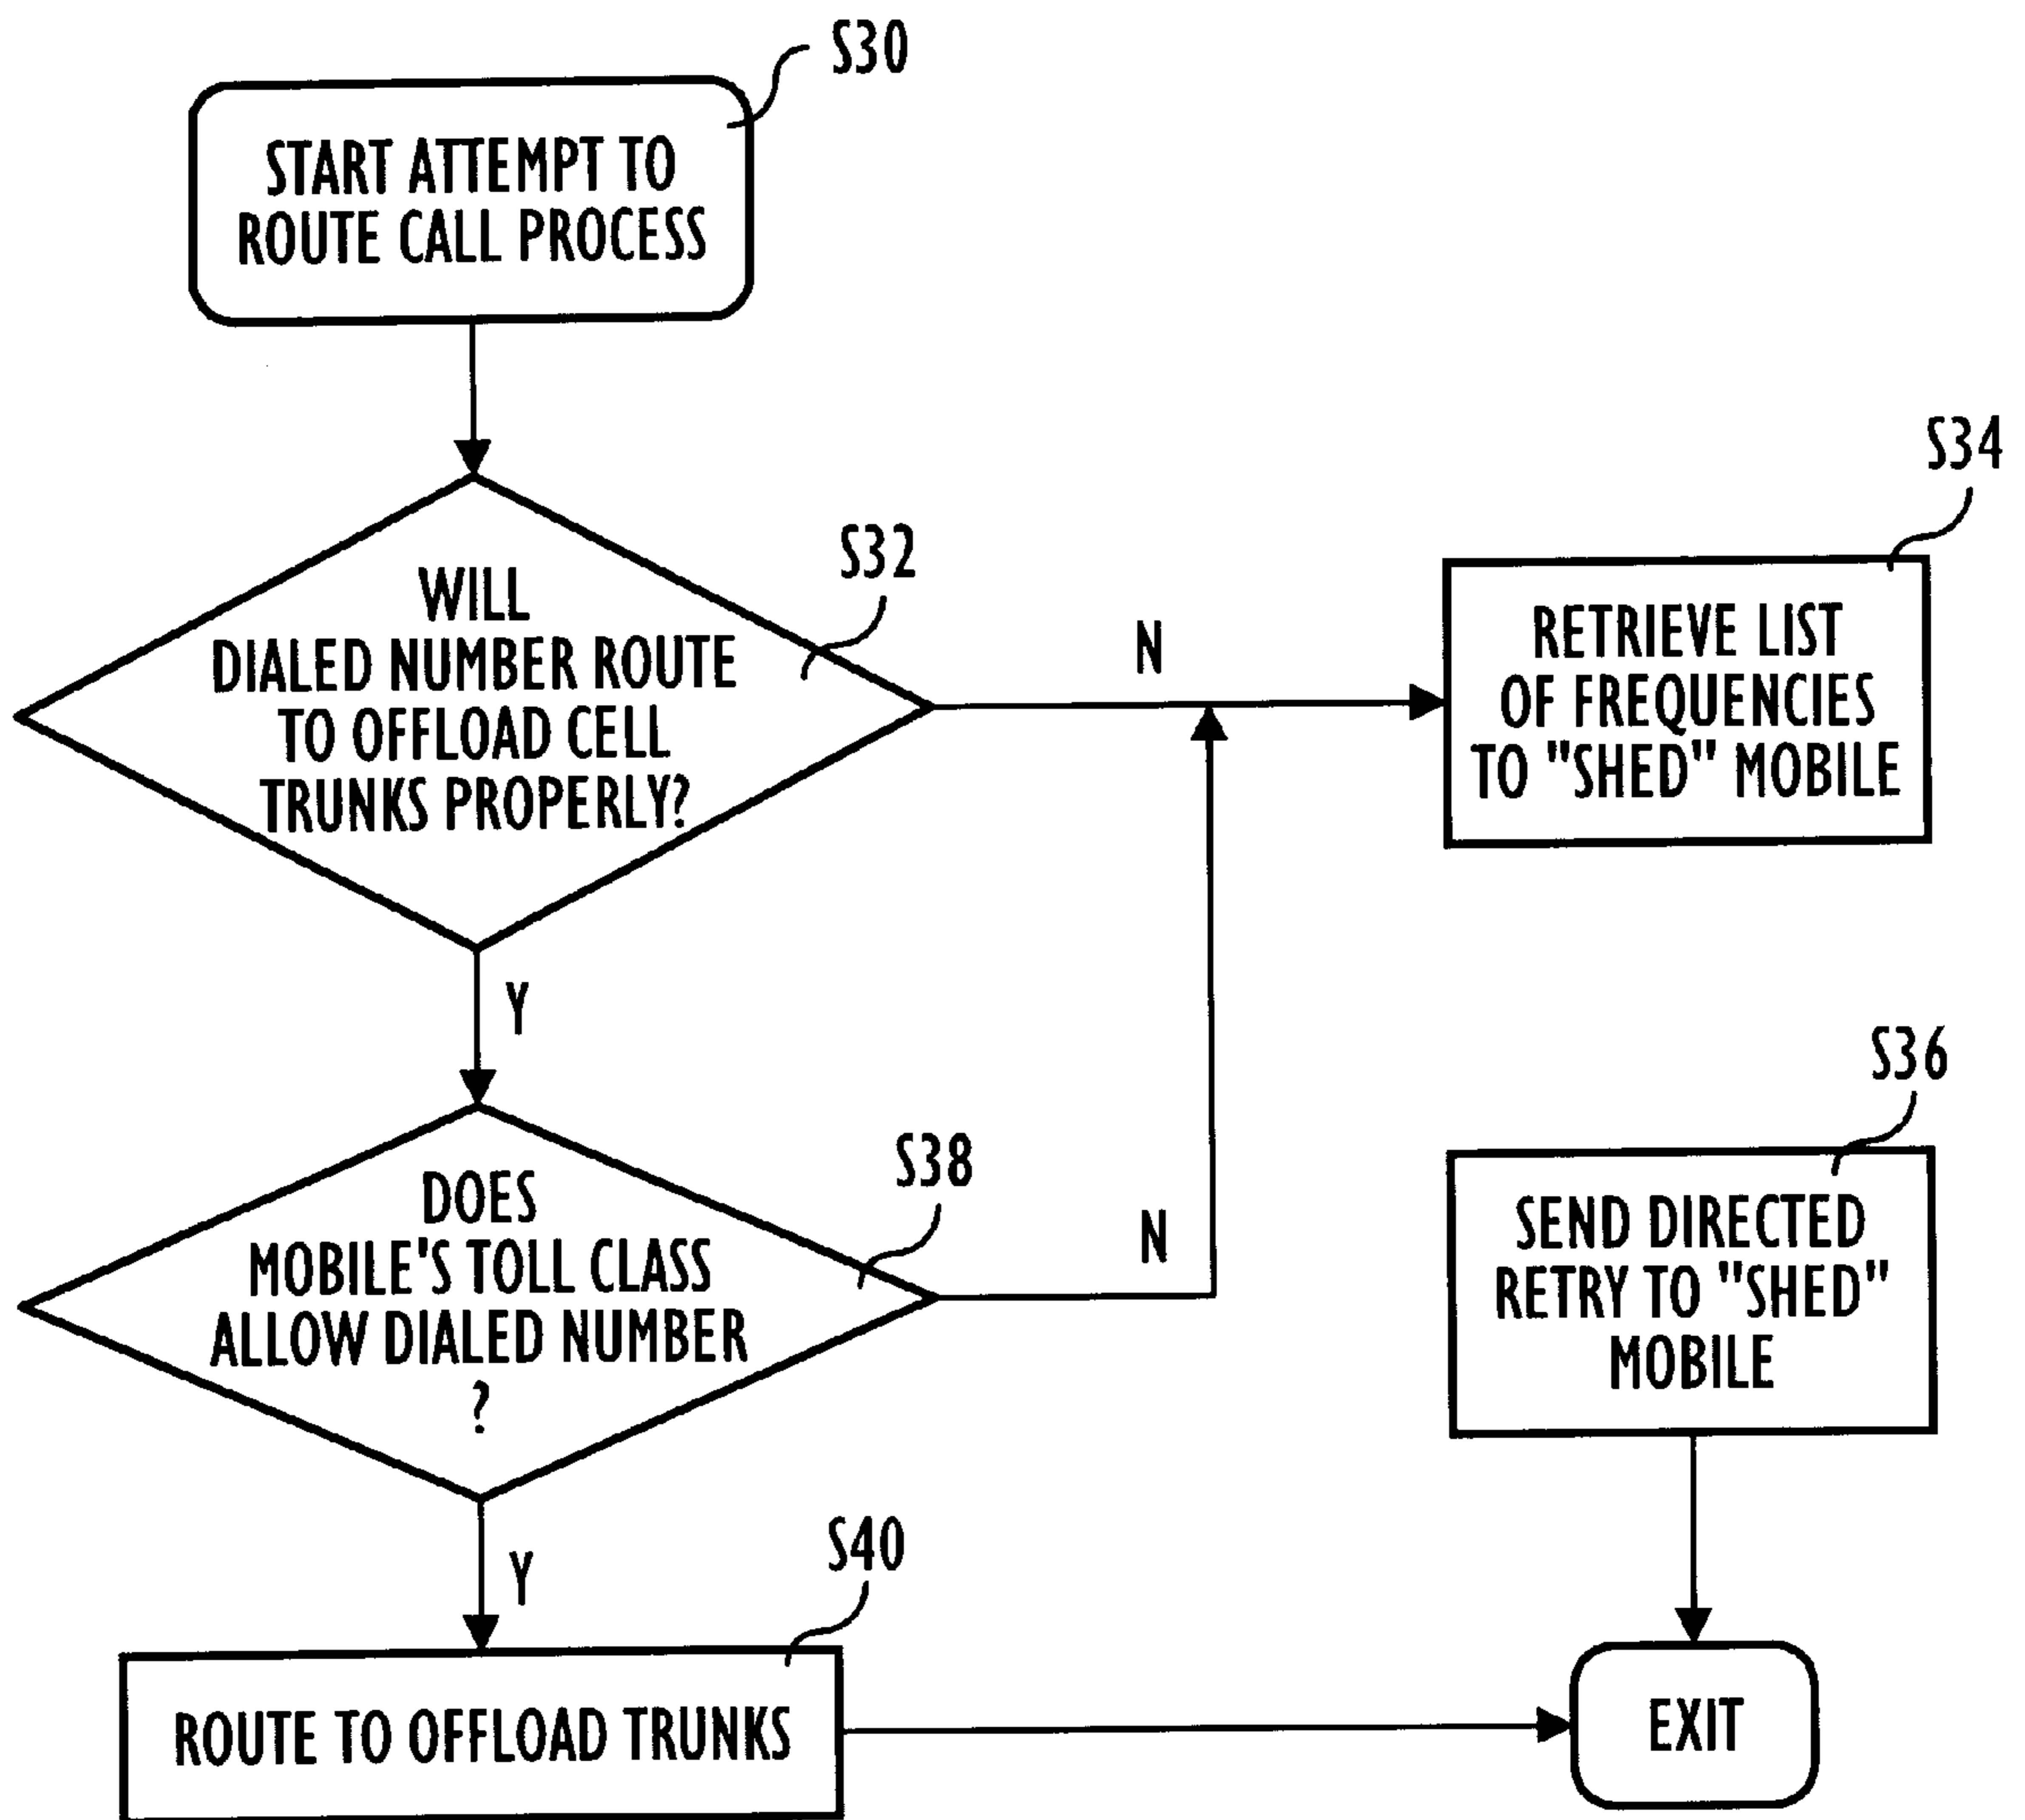 S30
START ATTEMPT TO
ROUTE CALL PROCESS
S32
WILL
DIALED NUMBER ROUTE
TO OFFLOAD CELL
TRUNKS PROPERLY?
N
S34
RETRIEVE LIST
OF FREQUENCIES
TO "SHED" MOBILE
Y
S38
DOES
MOBILE'S TOLL CLASS
ALLOW DIALED NUMBER
?
N
S36
SEND DIRECTED
RETRY TO "SHED"
MOBILE
Y
S40
ROUTE TO OFFLOAD TRUNKS
EXIT